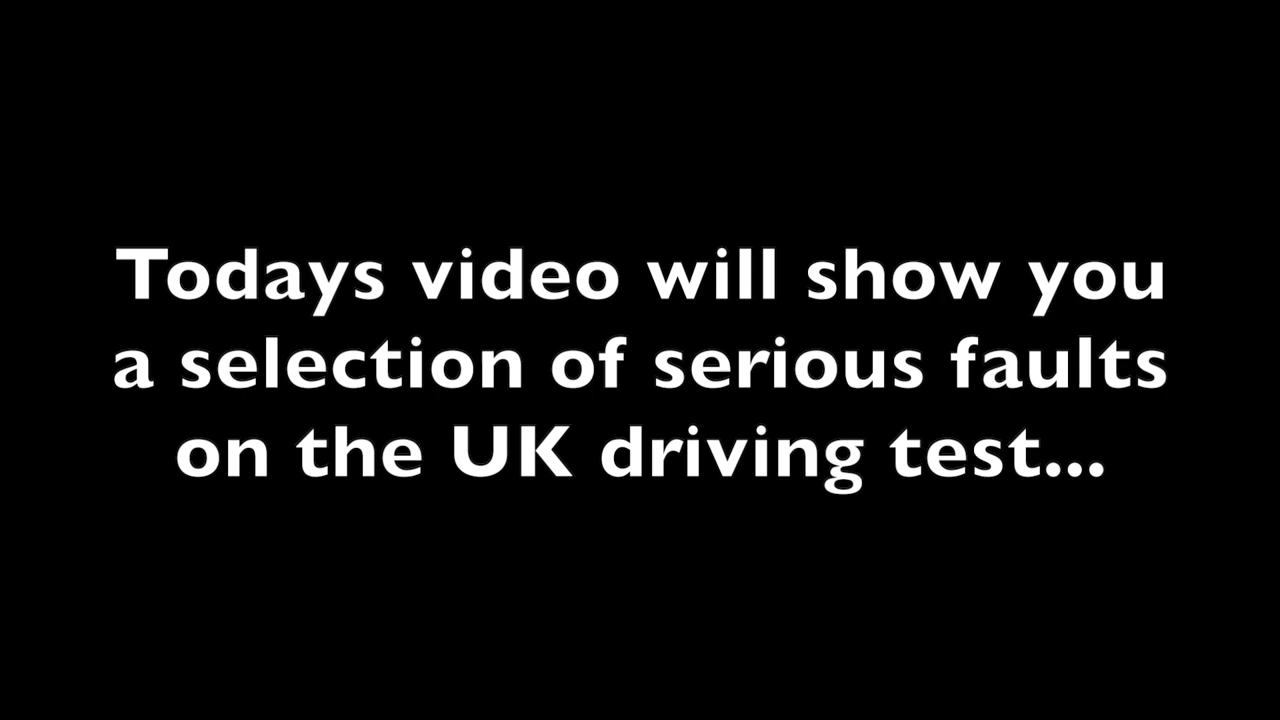 Todays video will show you
a selection of serious faults
on the UK driving test...